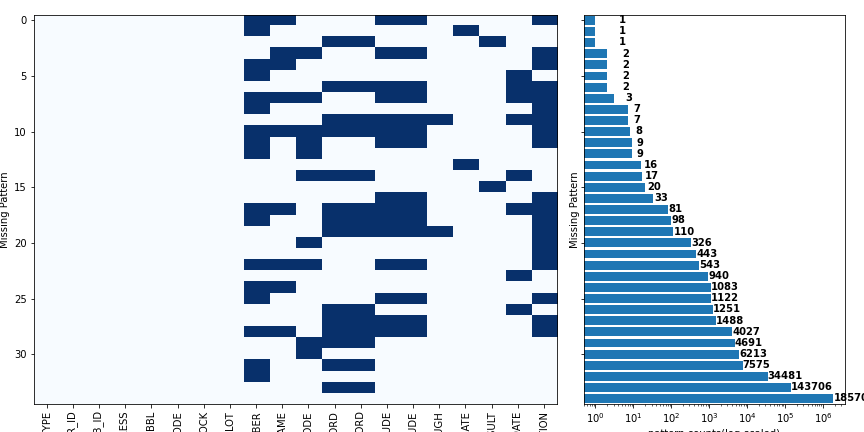 0
5
10
15
20
25
30
Missing Pattern
YPE
R_ID
B_ID
ESS
BBL
ODE
OCK
LOT
BER
AME
ODE
ORD
ORD
UDE
UDE
UGH
ATE
ULT
ATE
ION
Missing Pattern
1
1
1
2
2
2
2
3
7
7
8
9
9
16
17
20
33
81
98
110
326
443
543
940
1083
1122
1251
1488
4027
4691
6213
7575
34481
143706
18570
10⁰ 10¹ 10² 10³ 10⁴ 10⁵ 10⁶
pattern counts(log scaled)